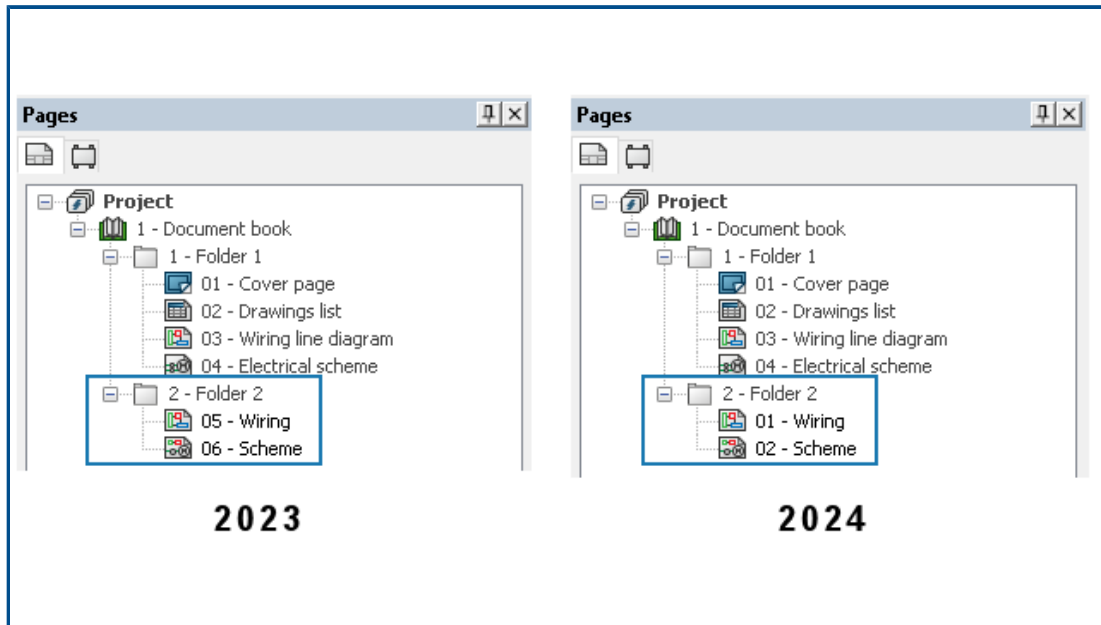 Pages
Project
1 - Document book
1 - Folder 1
01 - Cover page
02 - Drawings list
03 - Wiring line diagram
04 - Electrical scheme
2 - Folder 2
05 - Wiring
06 - Scheme
2023
Pages
Project
1 - Document book
1 - Folder 1
01 - Cover page
02 - Drawings list
03 - Wiring line diagram
04 - Electrical scheme
2 - Folder 2
01 - Wiring
02 - Scheme
2024